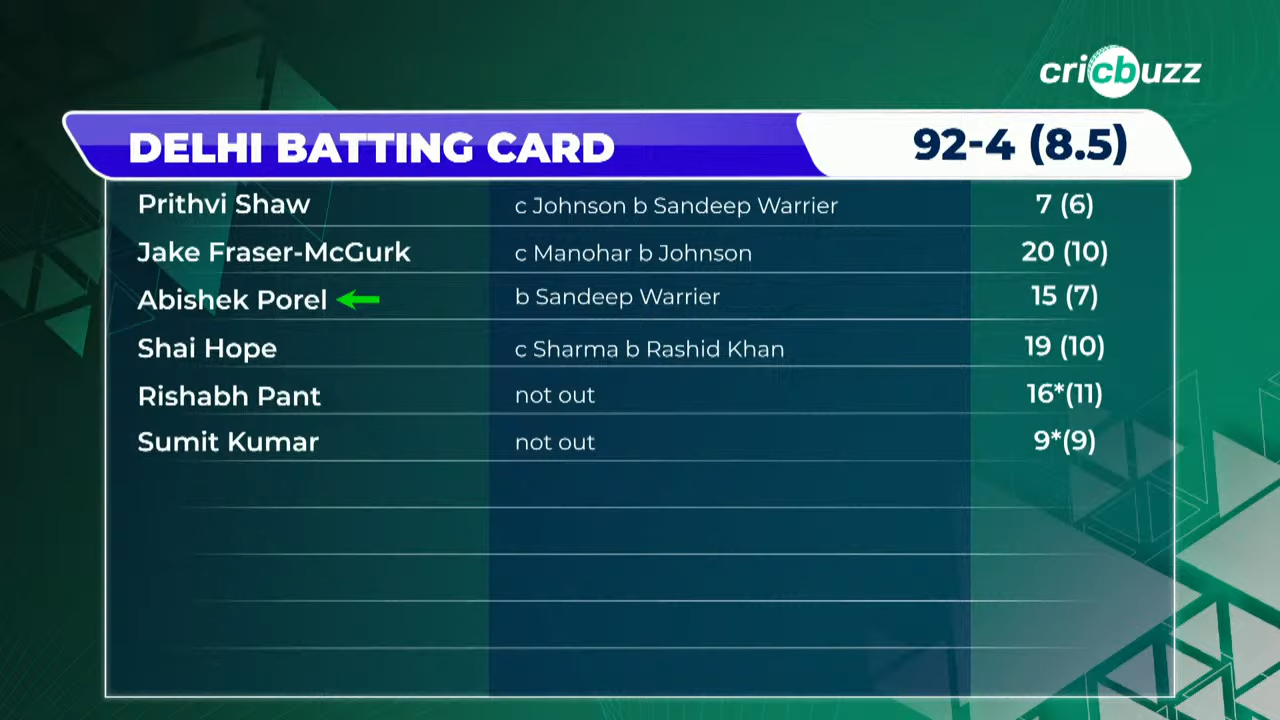 cricbuzz
DELHI BATTING CARD 92-4 (8.5)
Prithvi Shaw c Johnson b Sandeep Warrier 7 (6)
Jake Fraser-McGurk c Manohar b Johnson 20 (10)
Abishek Porel b Sandeep Warrier 15 (7)
Shai Hope c Sharma b Rashid Khan 19 (10)
Rishabh Pant not out 16*(11)
Sumit Kumar not out 9*(9)